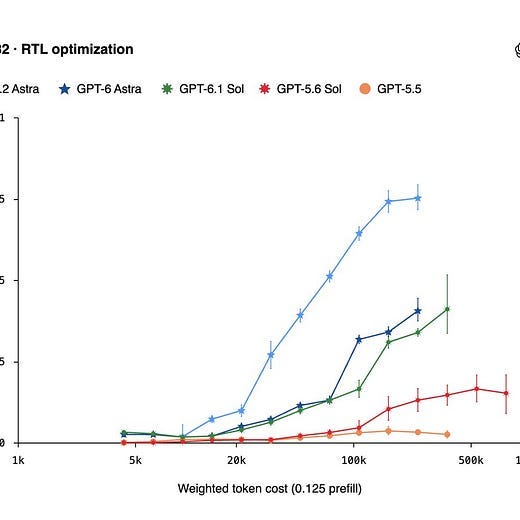 32 · RTL optimization
.2 Astra GPT-6 Astra GPT-6.1 Sol GPT-5.6 Sol GPT-5.5
1
5
5
5
0
1k 5k 20k 100k 500k 1
Weighted token cost (0.125 prefill)